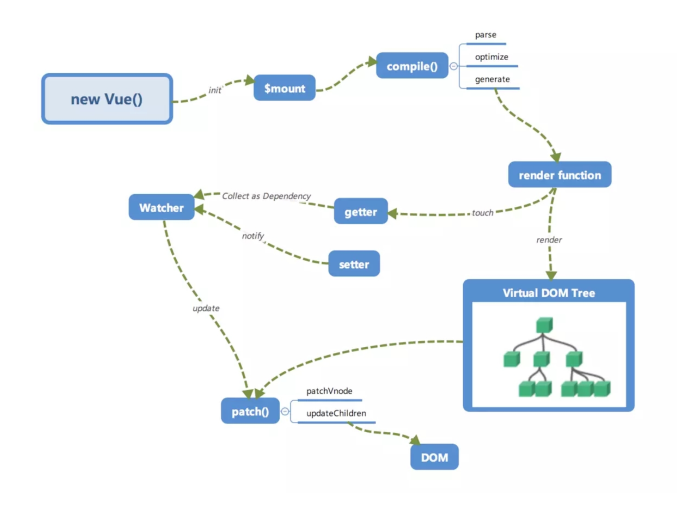 parse
compile()
optimize
new Vue()
init
$mount
generate
render function
Collect as Dependency
Watcher
getter
touch
notify
render
setter
Virtual DOM Tree
update
patchVnode
patch()
updateChildren
DOM